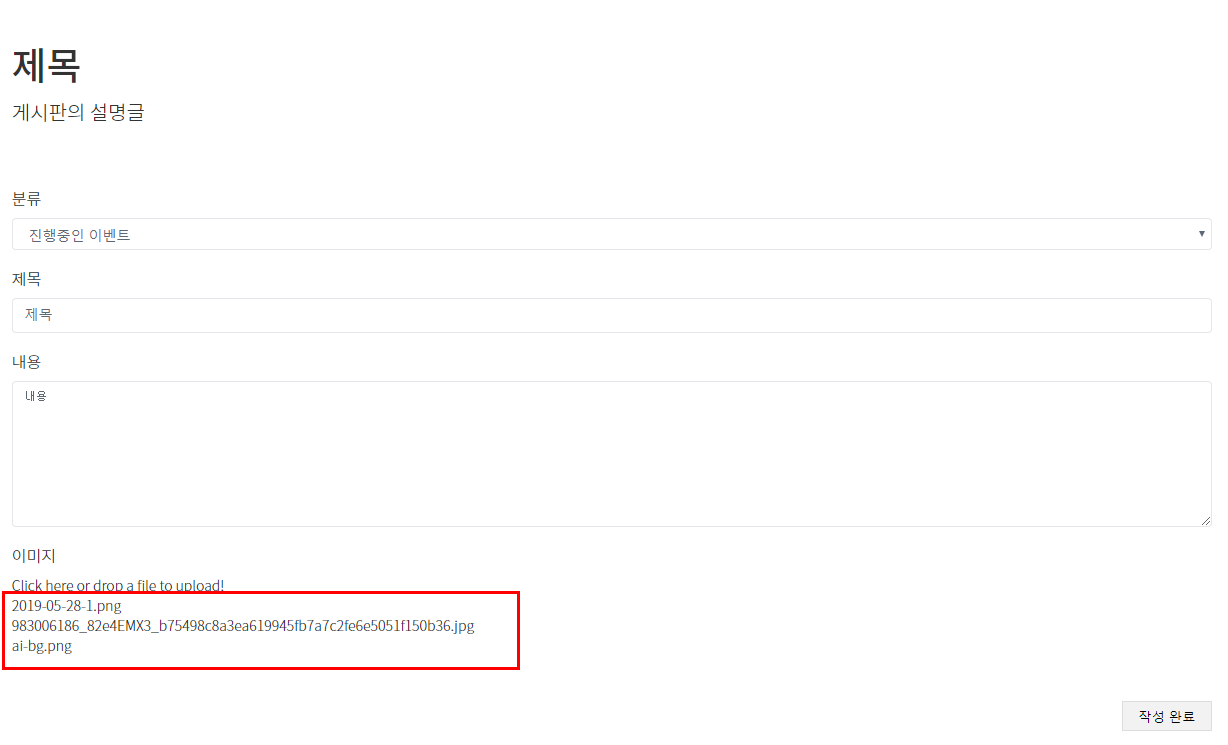 제목
게시판의 설명글
분류
진행중인 이벤트
제목
제목
내용
내용
이미지
Click here or drop a file to upload!
2019-05-28-1.png
983006186_82e4EMX3_b75498c8a3ea619945fb7a7c2fe6e5051f150b36.jpg
ai-bg.png
작성 완료